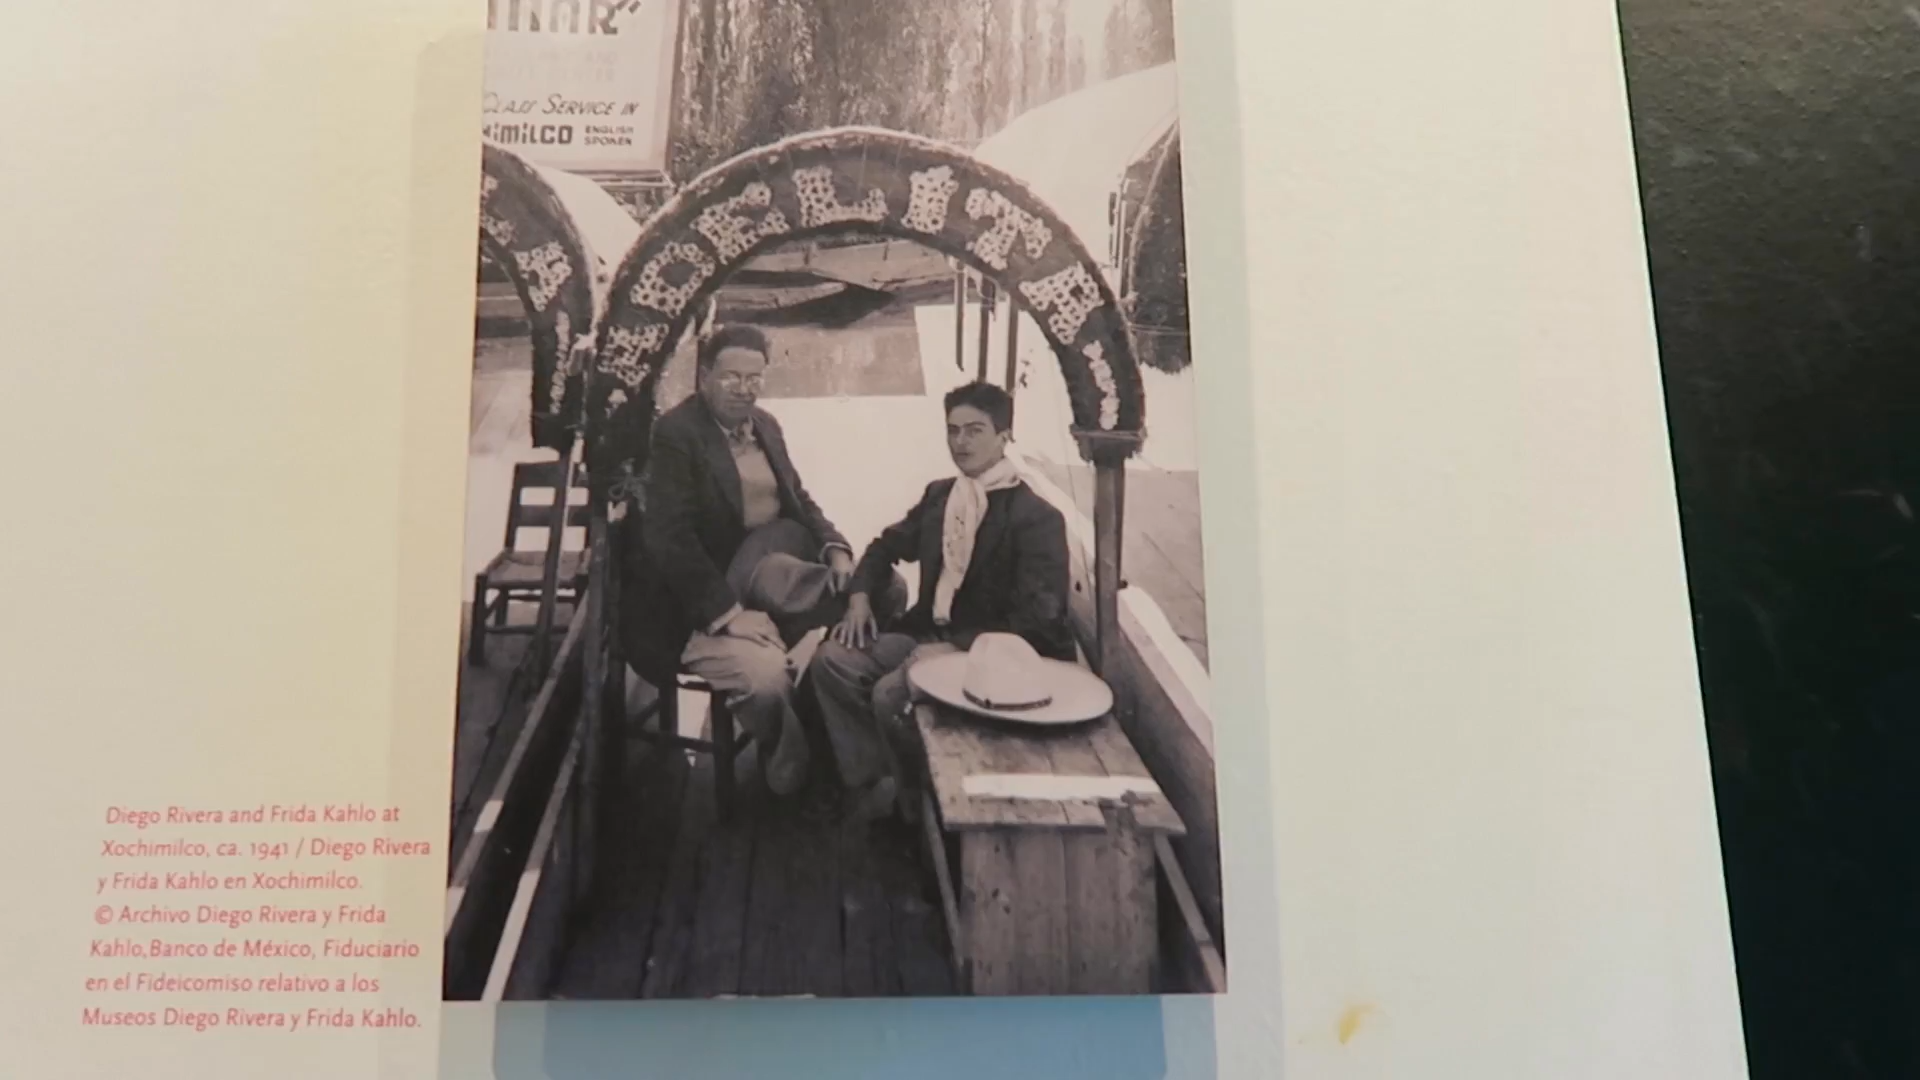 CLASS SERVICE IN
HIMILCO ENGLISH
SPOKEN
Diego Rivera and Frida Kahlo at
Xochimilco, ca. 1941 / Diego Rivera
y Frida Kahlo en Xochimilco.
© Archivo Diego Rivera y Frida
Kahlo,Banco de México, Fiduciario
en el Fideicomiso relativo a los
Museos Diego Rivera y Frida Kahlo.